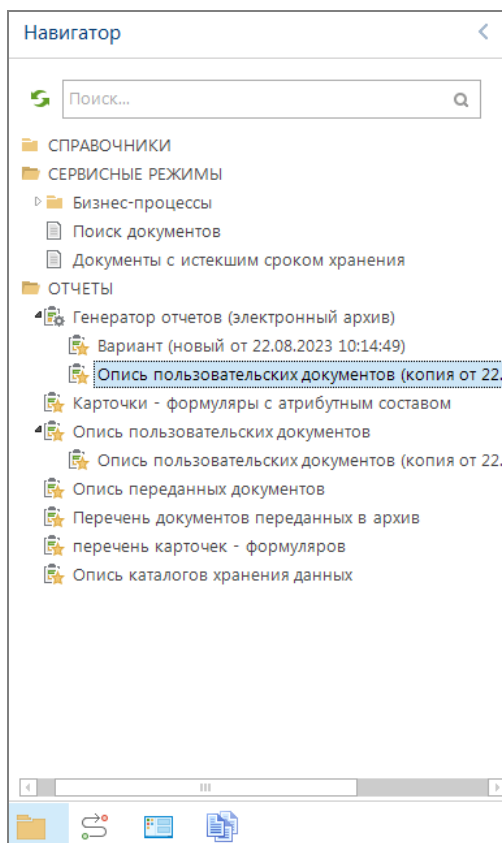 Навигатор
Поиск...
СПРАВОЧНИКИ
СЕРВИСНЫЕ РЕЖИМЫ
Бизнес-процессы
Поиск документов
Документы с истекшим сроком хранения
ОТЧЕТЫ
Генератор отчетов (электронный архив)
Вариант (новый от 22.08.2023 10:14:49)
Опись пользовательских документов (копия от 22.
Карточки - формуляры с атрибутным составом
Опись пользовательских документов
Опись пользовательских документов (копия от 22.
Опись переданных документов
Перечень документов переданных в архив
перечень карточек - формуляров
Опись каталогов хранения данных